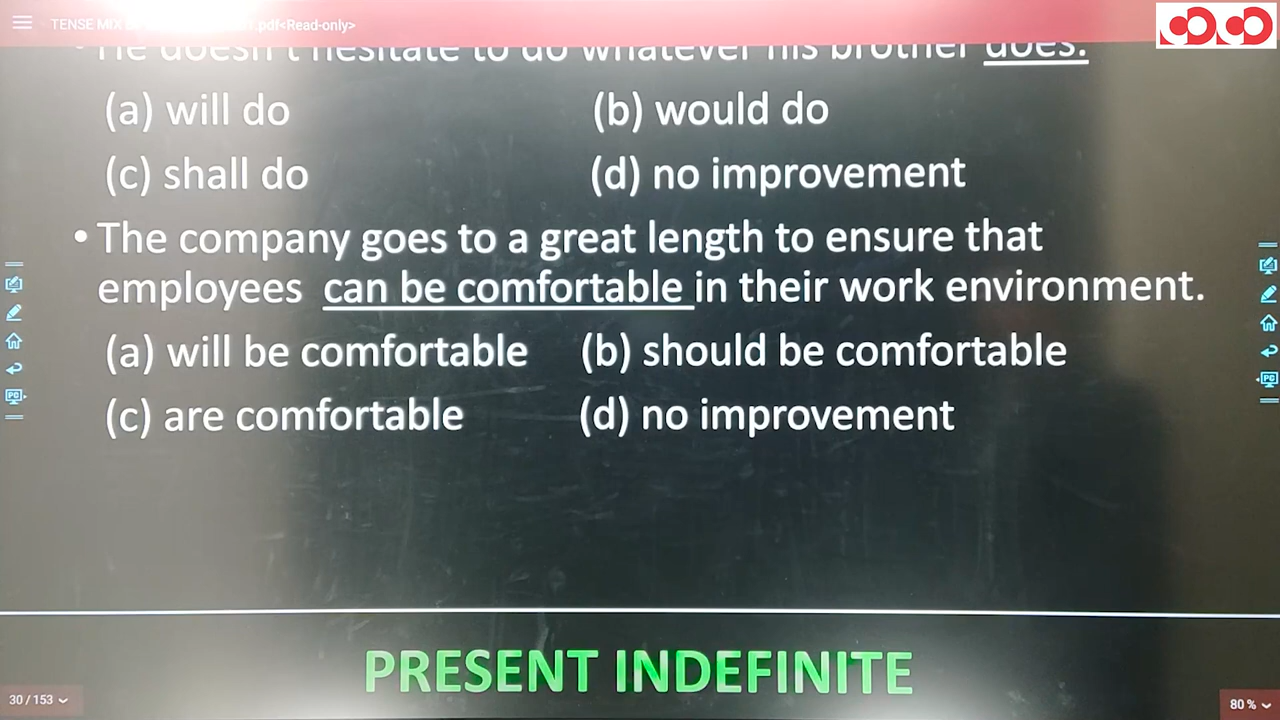 TENSE MIX .pdf<Read-only>
• He doesn't hesitate to do whatever his brother does.
(a) will do (b) would do
(c) shall do (d) no improvement
• The company goes to a great length to ensure that
employees can be comfortable in their work environment.
(a) will be comfortable (b) should be comfortable
(c) are comfortable (d) no improvement
PRESENT INDEFINITE
30 / 153
80 %